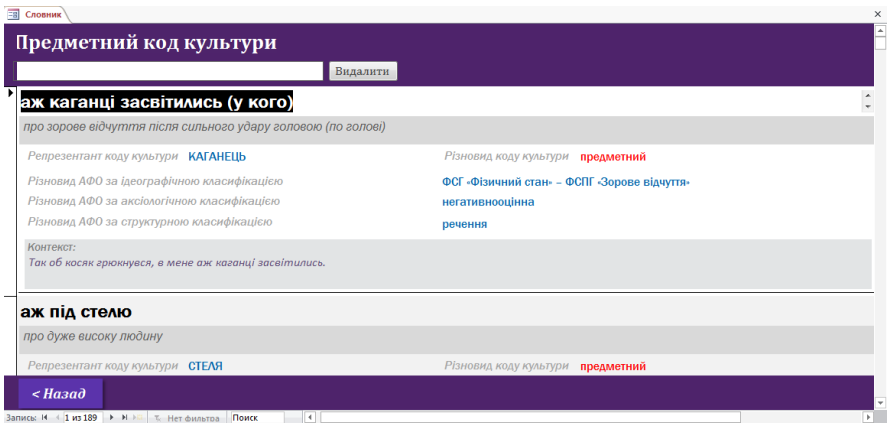 Словник
Предметний код культури
Видалити
аж каганці засвітились (у кого)
про зорове відчуття після сильного удару головою (по голові)
Репрезентант коду культури КАГАНЕЦЬ Різновид коду культури предметний
Різновид АФО за ідеографічною класифікацією ФСГ «Фізичний стан» – ФСПГ «Зорове відчуття»
Різновид АФО за аксіологічною класифікацією негативнооцінна
Різновид АФО за структурною класифікацією речення
Контекст:
Так об косяк грюкнувся, в мене аж каганці засвітились.
аж під стелю
про дуже високу людину
Репрезентант коду культури СТЕЛЯ Різновид коду культури предметний
< Назад
Запись: 1 из 189 Нет фильтра Поиск